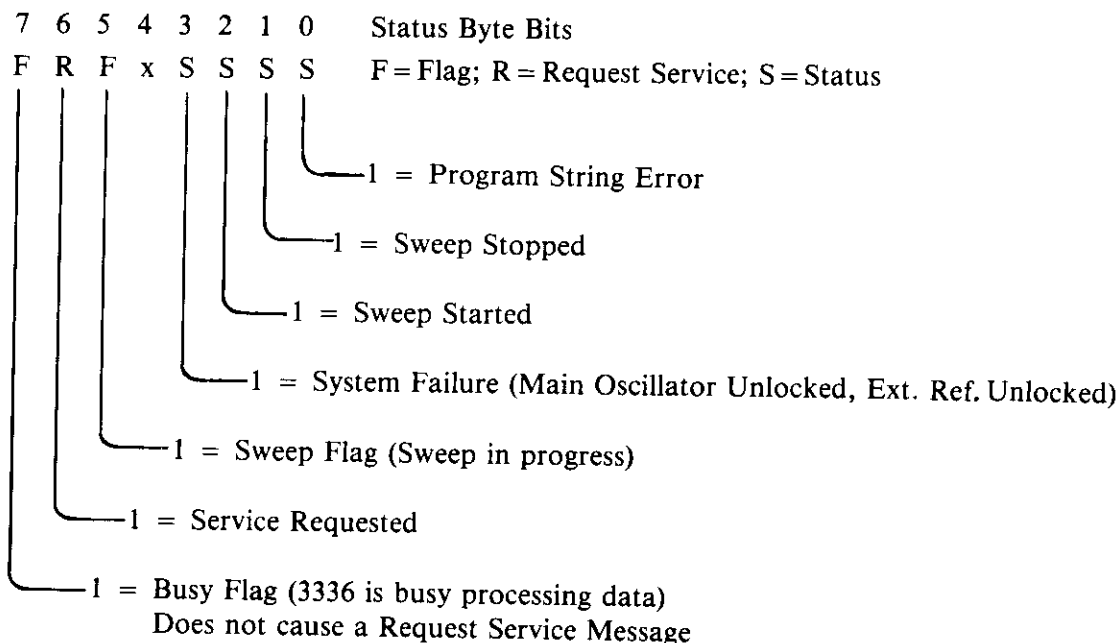 7 6 5 4 3 2 1 0 Status Byte Bits
F R F x S S S S F = Flag; R = Request Service; S = Status
1 = Program String Error
1 = Sweep Stopped
1 = Sweep Started
1 = System Failure (Main Oscillator Unlocked, Ext. Ref. Unlocked)
1 = Sweep Flag (Sweep in progress)
1 = Service Requested
1 = Busy Flag (3336 is busy processing data)
Does not cause a Request Service Message